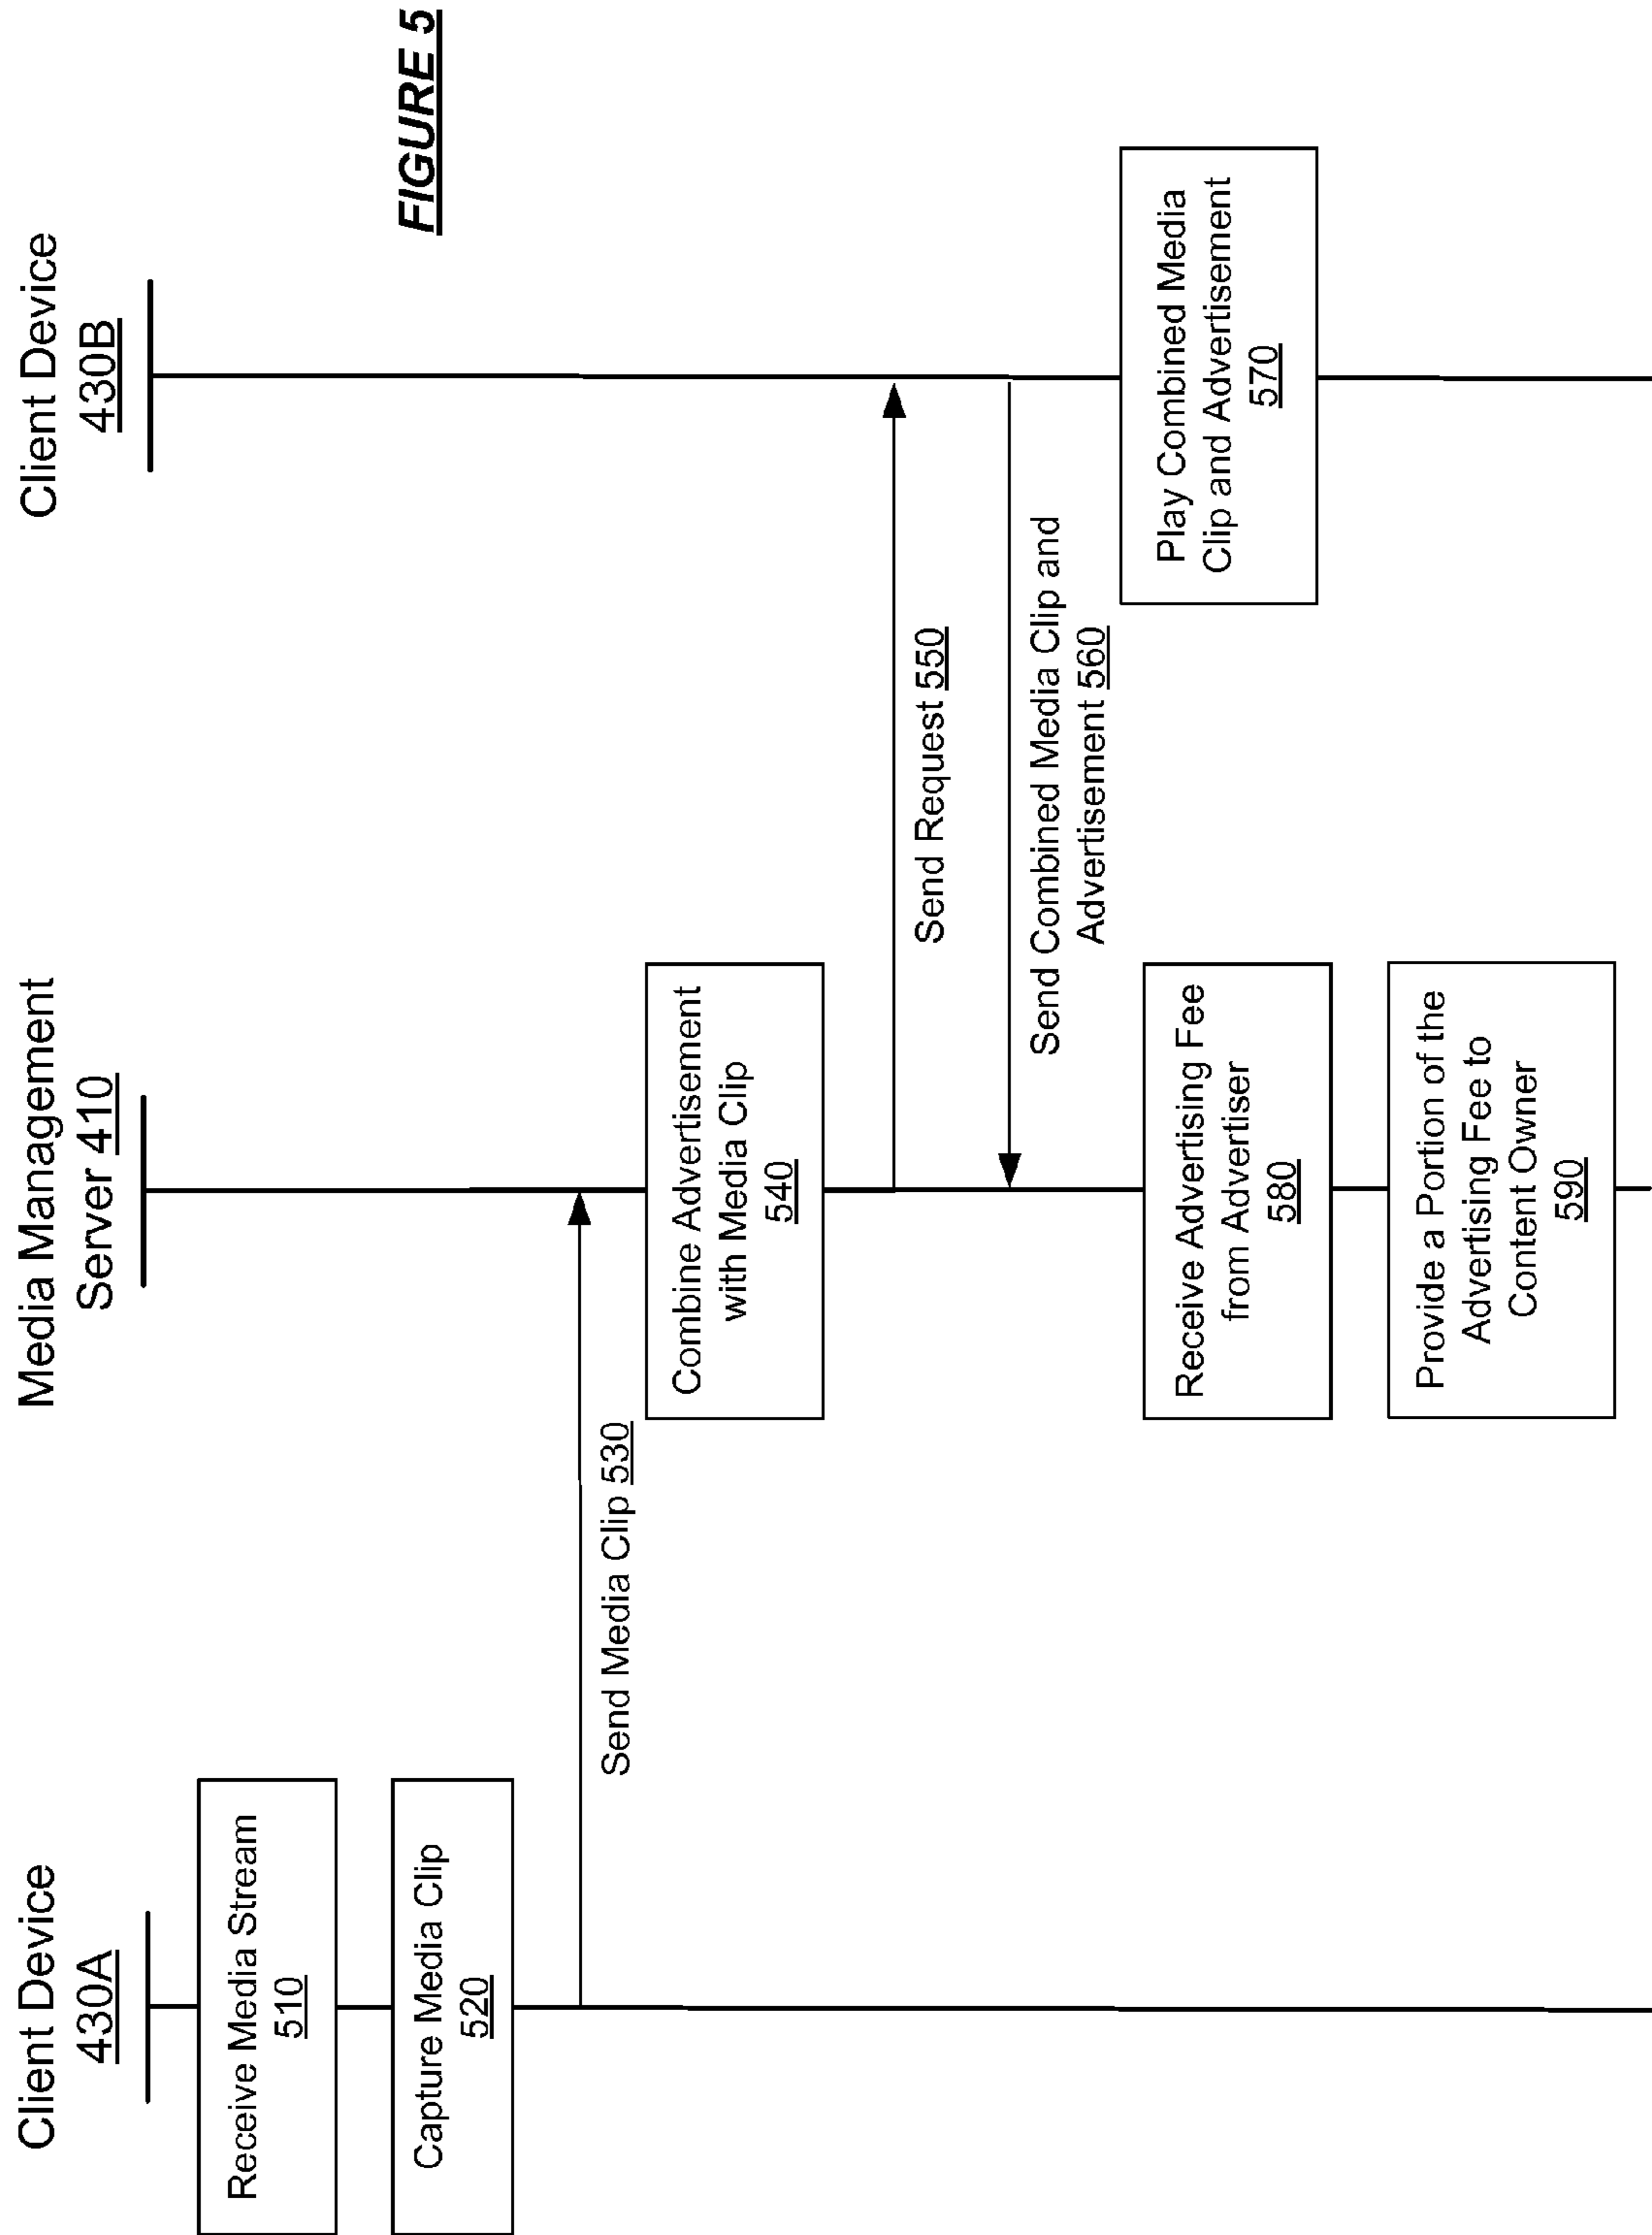 Client Device
430A
Media Management
Server 410
Client Device
430B
Receive Media Stream
510
Capture Media Clip
520
FIGURE 5
Send Media Clip 530
Combine Advertisement
with Media Clip
540
Send Request 550
Send Combined Media Clip and
Advertisement 560
Play Combined Media
Clip and Advertisement
570
Receive Advertising Fee
from Advertiser
580
Provide a Portion of the
Advertising Fee to
Content Owner
590